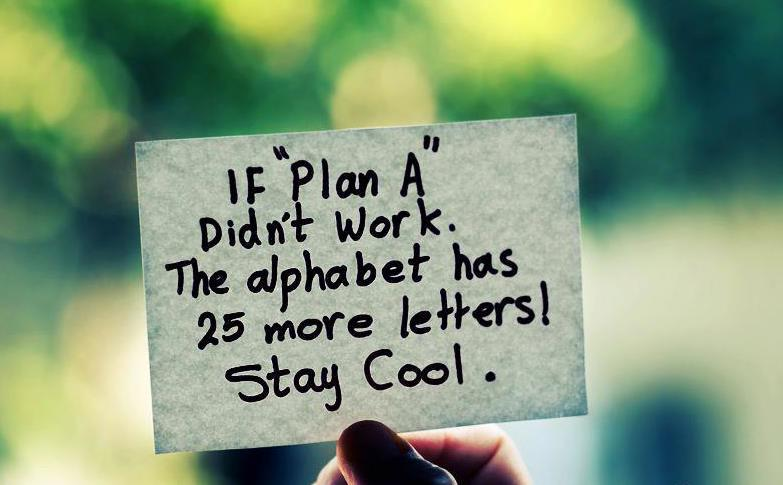 IF "Plan A"
Didn't Work.
The alphabet has
25 more letters!
Stay Cool.